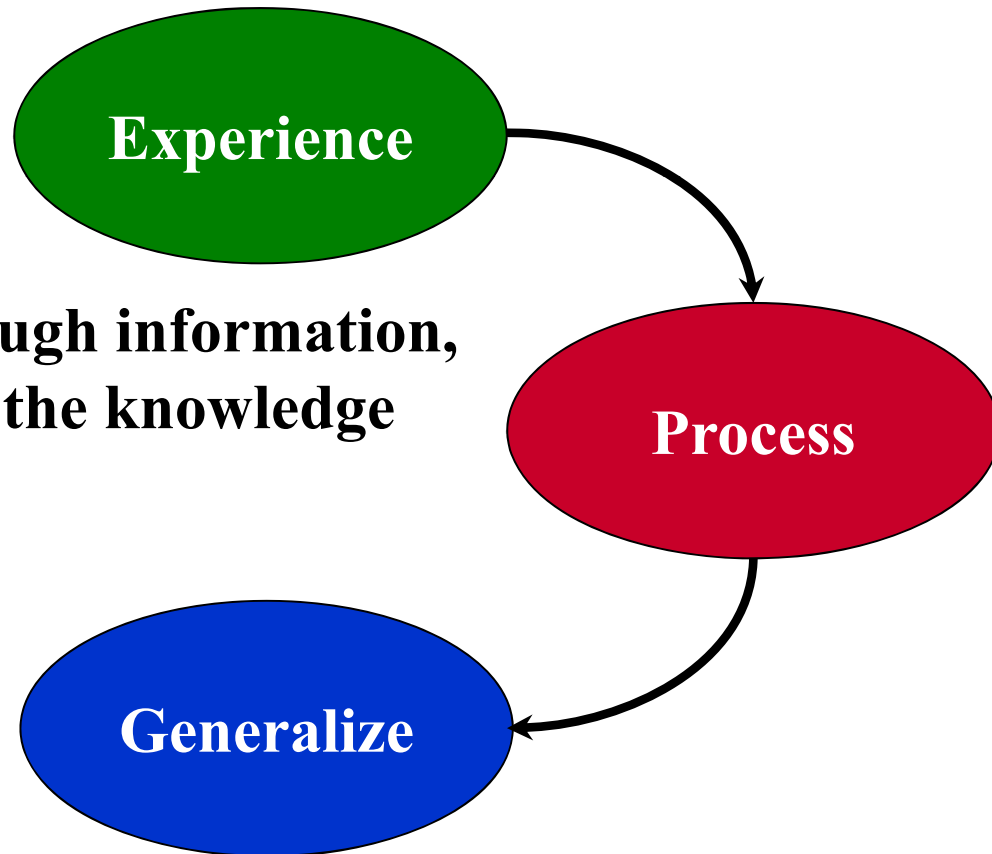 Experience
ugh information,
the knowledge
Process
Generalize